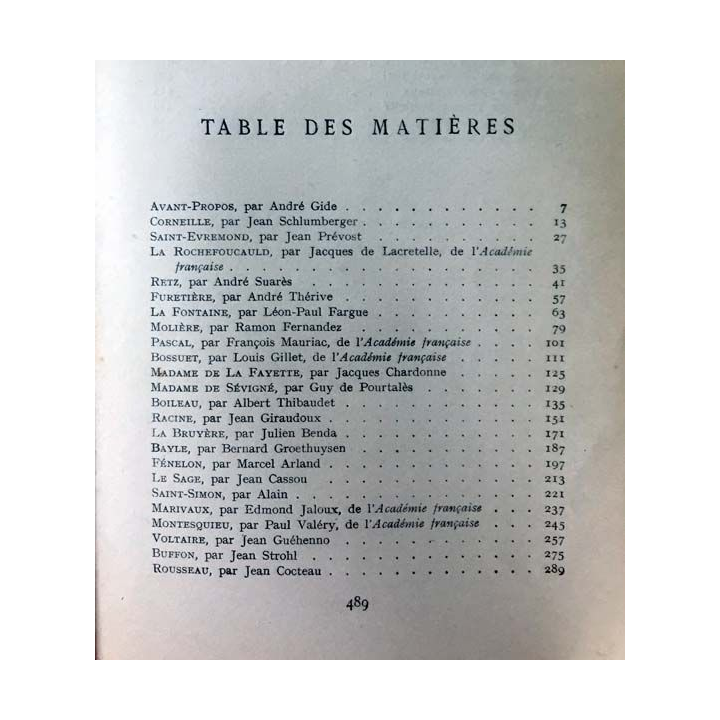 TABLE DES MATIÈRES
AVANT-PROPOS, par André Gide . . . . . . . . . . . . 7
CORNEILLE, par Jean Schlumberger . . . . . . . . . . . 13
SAINT-EVREMOND, par Jean Prévost . . . . . . . . . . . 27
LA ROCHEFOUCAULD, par Jacques de Lacretelle, de l'Académie
française . . . . . . . . . . . . . . . . . . 35
RETZ, par André Suarès . . . . . . . . . . . . . . 41
FURETIÈRE, par André Thérive . . . . . . . . . . . . 57
LA FONTAINE, par Léon-Paul Fargue . . . . . . . . . . 63
MOLIÈRE, par Ramon Fernandez . . . . . . . . . . . 79
PASCAL, par François Mauriac, de l'Académie française . . . . 101
BOSSUET, par Louis Gillet, de l'Académie française . . . . . 111
MADAME DE LA FAYETTE, par Jacques Chardonne . . . . . 125
MADAME DE SÉVIGNÉ, par Guy de Pourtalès . . . . . . 129
BOILEAU, par Albert Thibaudet . . . . . . . . . . . 135
RACINE, par Jean Giraudoux . . . . . . . . . . . . 151
LA BRUYÈRE, par Julien Benda . . . . . . . . . . . 171
BAYLE, par Bernard Groethuysen . . . . . . . . . . . 187
FÉNELON, par Marcel Arland . . . . . . . . . . . . 197
LE SAGE, par Jean Cassou . . . . . . . . . . . . . 213
SAINT-SIMON, par Alain . . . . . . . . . . . . . . 221
MARIVAUX, par Edmond Jaloux, de l'Académie française . . . 237
MONTESQUIEU, par Paul Valéry, de l'Académie française . . . 245
VOLTAIRE, par Jean Guéhenno . . . . . . . . . . . 257
BUFFON, par Jean Strohl . . . . . . . . . . . . . 275
ROUSSEAU, par Jean Cocteau . . . . . . . . . . . . 289
489